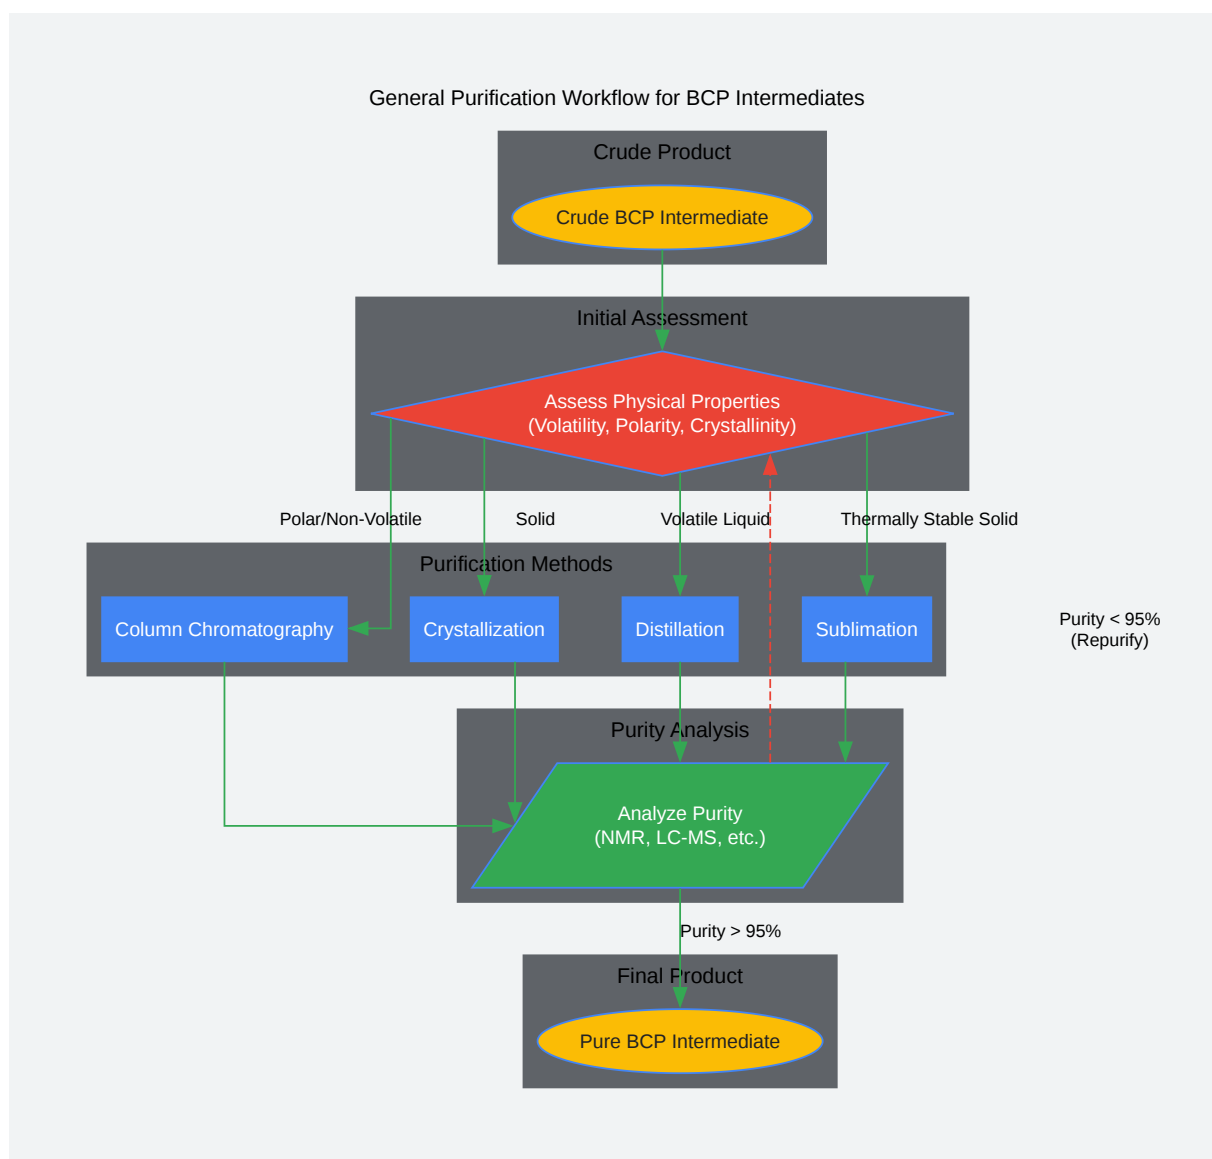 General Purification Workflow for BCP Intermediates
Crude Product
Crude BCP Intermediate
Initial Assessment
Assess Physical Properties
(Volatility, Polarity, Crystallinity)
Polar/Non-Volatile
Solid
Volatile Liquid
Thermally Stable Solid
Purification Methods
Column Chromatography
Crystallization
Distillation
Sublimation
Purity < 95%
(Repurify)
Purity Analysis
Analyze Purity
(NMR, LC-MS, etc.)
Purity > 95%
Final Product
Pure BCP Intermediate